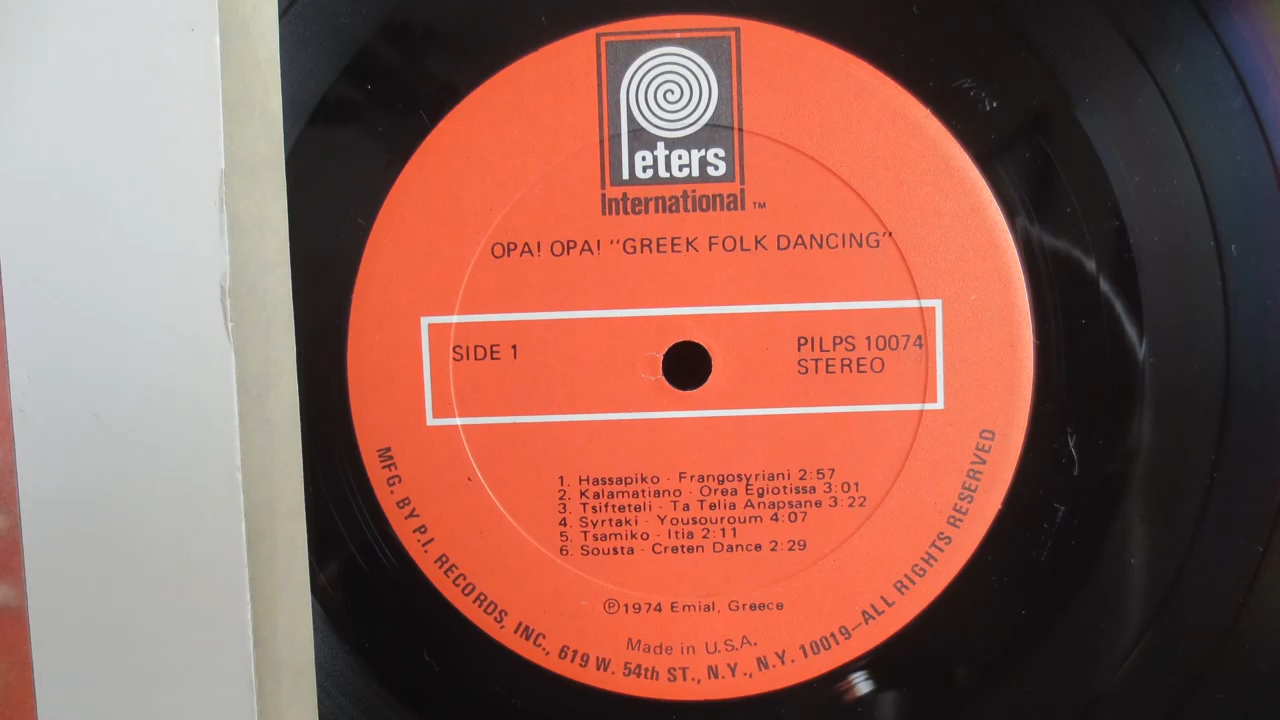 Peters
International TM
OPA! OPA! "GREEK FOLK DANCING"
SIDE 1
PILPS 10074
STEREO
1. Hassapiko - Frangosyriani 2:57
2. Kalamatiano - Orea Egiotissa 3:01
3. Tsifteteli - Ta Telia Anapsane 3:22
4. Syrtaki - Yousouroum 4:07
5. Tsamiko - Itia 2:11
6. Sousta - Creten Dance 2:29
Ⓟ1974 Emial, Greece
Made in U.S.A.
MFG. BY P.I. RECORDS, INC., 619 W. 54th ST., N.Y., N.Y. 10019—ALL RIGHTS RESERVED